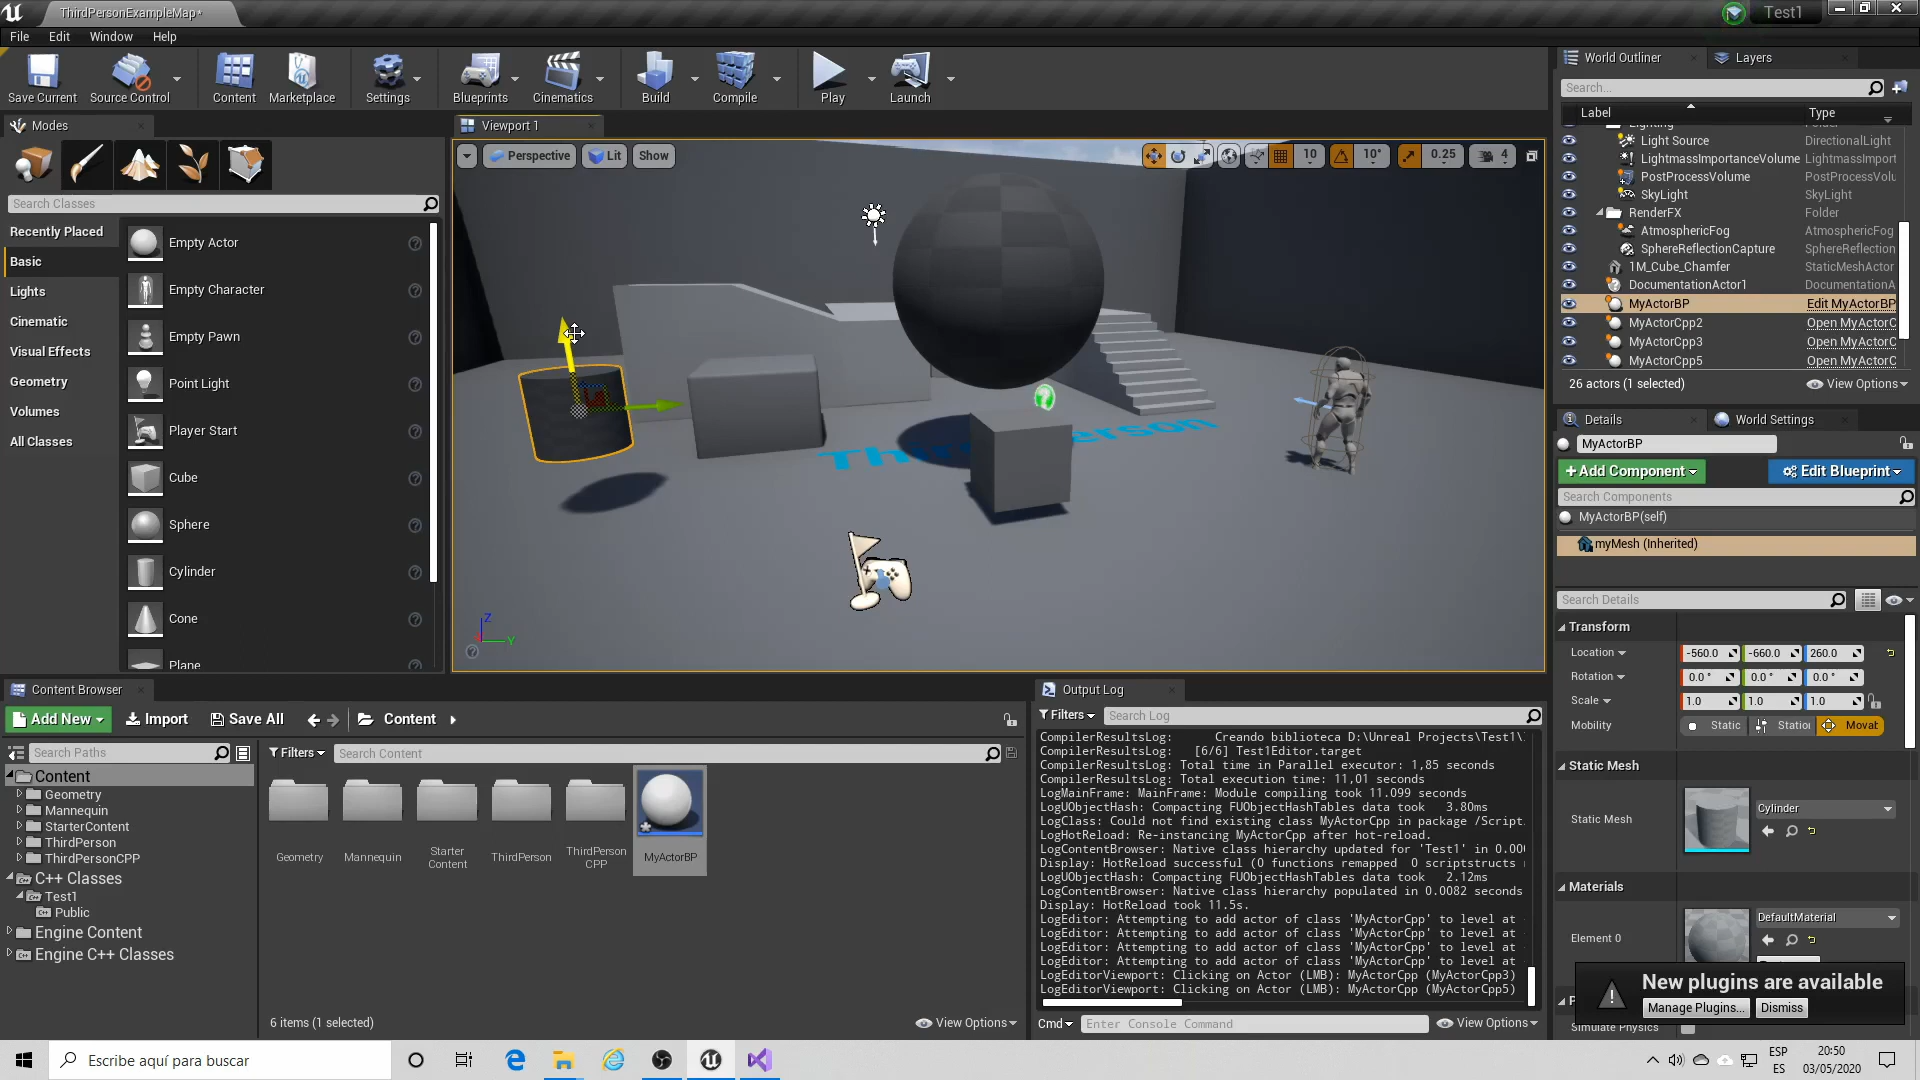 ThirdPersonExampleMap*
Test1
File Edit Window Help
Save Current
Source Control
Content
Marketplace
Settings
Blueprints
Cinematics
Build
Compile
Play
Launch
Modes
Search Classes
Recently Placed
Basic
Lights
Cinematic
Visual Effects
Geometry
Volumes
All Classes
Empty Actor
Empty Character
Empty Pawn
Point Light
Player Start
Cube
Sphere
Cylinder
Cone
Plane
Viewport 1
Perspective Lit Show
10 10° 0.25 4
Z
Y
World Outliner Layers
Search...
Label Type
Lighting Folder
Light Source DirectionalLight
LightmassImportanceVolume LightmassImport
PostProcessVolume PostProcessVolu
SkyLight SkyLight
RenderFX Folder
AtmosphericFog AtmosphericFog
SphereReflectionCapture SphereReflection
1M_Cube_Chamfer StaticMeshActor
DocumentationActor1 DocumentationA
MyActorBP Edit MyActorBP
MyActorCpp2 Open MyActorC
MyActorCpp3 Open MyActorC
MyActorCpp5 Open MyActorC
26 actors (1 selected) View Options
Details World Settings
MyActorBP
+Add Component Edit Blueprint
Search Components
MyActorBP(self)
myMesh (Inherited)
Search Details
Transform
Location -560.0 -660.0 260.0
Rotation 0.0 ° 0.0 ° 0.0 °
Scale 1.0 1.0 1.0
Mobility Static Station Movat
Static Mesh
Static Mesh
Cylinder
Materials
Element 0
DefaultMaterial
New plugins are available
Manage Plugins... Dismiss
Simulate Physics
Content Browser
Add New Import Save All Content
Search Paths
Filters Search Content
Content
Geometry
Mannequin
StarterContent
ThirdPerson
ThirdPersonCPP
C++ Classes
Test1
Public
Engine Content
Engine C++ Classes
Geometry
Mannequin
Starter Content
ThirdPerson
ThirdPerson CPP
MyActorBP
6 items (1 selected) View Options
Output Log
Filters Search Log
CompilerResultsLog: Creando biblioteca D:\Unreal Projects\Test1\
CompilerResultsLog: [6/6] Test1Editor.target
CompilerResultsLog: Total time in Parallel executor: 1,85 seconds
CompilerResultsLog: Total execution time: 11,01 seconds
LogMainFrame: MainFrame: Module compiling took 11.099 seconds
LogUObjectHash: Compacting FUObjectHashTables data took 3.80ms
LogClass: Could not find existing class MyActorCpp in package /Script
LogHotReload: Re-instancing MyActorCpp after hot-reload.
LogContentBrowser: Native class hierarchy updated for 'Test1' in 0.00
Display: HotReload successful (0 functions remapped 0 scriptstructs
LogUObjectHash: Compacting FUObjectHashTables data took 2.12ms
LogContentBrowser: Native class hierarchy populated in 0.0082 seconds
Display: HotReload took 11.5s.
LogEditor: Attempting to add actor of class 'MyActorCpp' to level at
LogEditor: Attempting to add actor of class 'MyActorCpp' to level at
LogEditor: Attempting to add actor of class 'MyActorCpp' to level at
LogEditor: Attempting to add actor of class 'MyActorCpp' to level at
LogEditorViewport: Clicking on Actor (LMB): MyActorCpp (MyActorCpp3)
LogEditorViewport: Clicking on Actor (LMB): MyActorCpp (MyActorCpp5)
Cmd Enter Console Command View Options
Escribe aquí para buscar
ESP
ES
20:50
03/05/2020